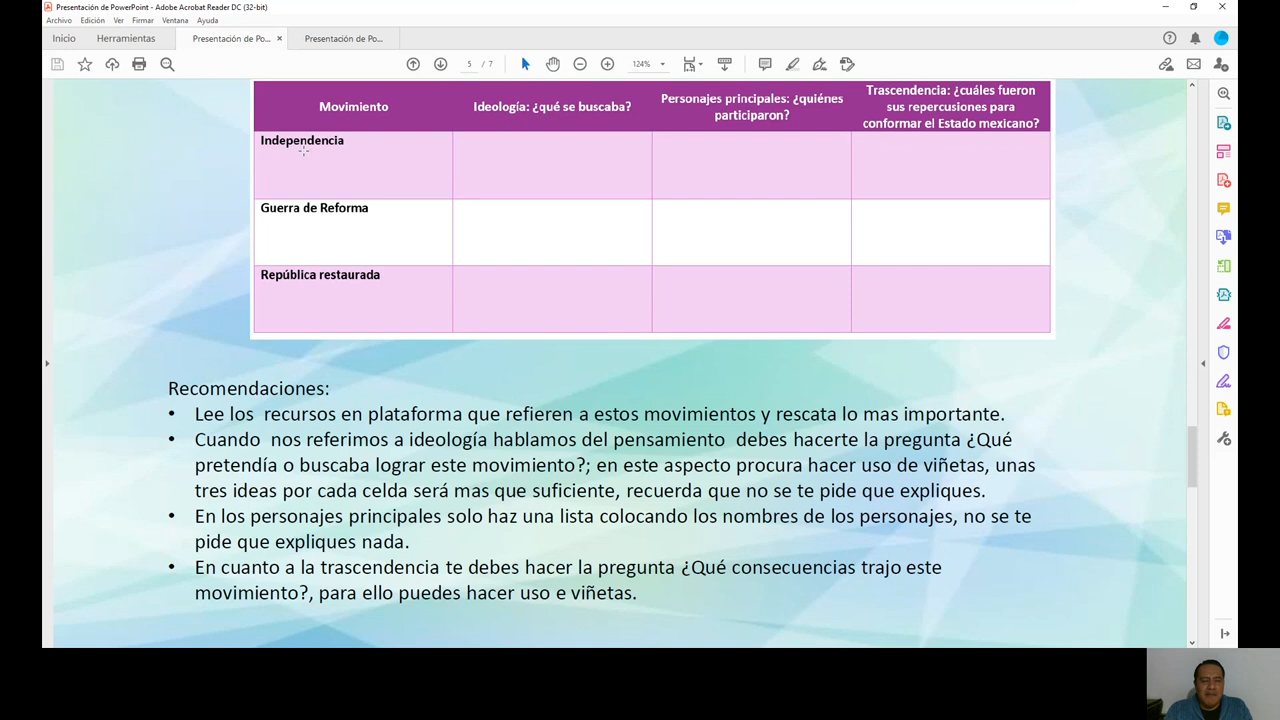 Presentación de PowerPoint - Adobe Acrobat Reader DC (32-bit)
Archivo Edición Ver Firmar Ventana Ayuda
Inicio Herramientas Presentación de Po... × Presentación de Po...
5 / 7 124%
Movimiento
Ideología: ¿qué se buscaba?
Personajes principales: ¿quiénes
participaron?
Trascendencia: ¿cuáles fueron
sus repercusiones para
conformar el Estado mexicano?
Independencia
Guerra de Reforma
República restaurada
Recomendaciones:
• Lee los recursos en plataforma que refieren a estos movimientos y rescata lo mas importante.
• Cuando nos referimos a ideología hablamos del pensamiento debes hacerte la pregunta ¿Qué
pretendía o buscaba lograr este movimiento?; en este aspecto procura hacer uso de viñetas, unas
tres ideas por cada celda será mas que suficiente, recuerda que no se te pide que expliques.
• En los personajes principales solo haz una lista colocando los nombres de los personajes, no se te
pide que expliques nada.
• En cuanto a la trascendencia te debes hacer la pregunta ¿Qué consecuencias trajo este
movimiento?, para ello puedes hacer uso e viñetas.